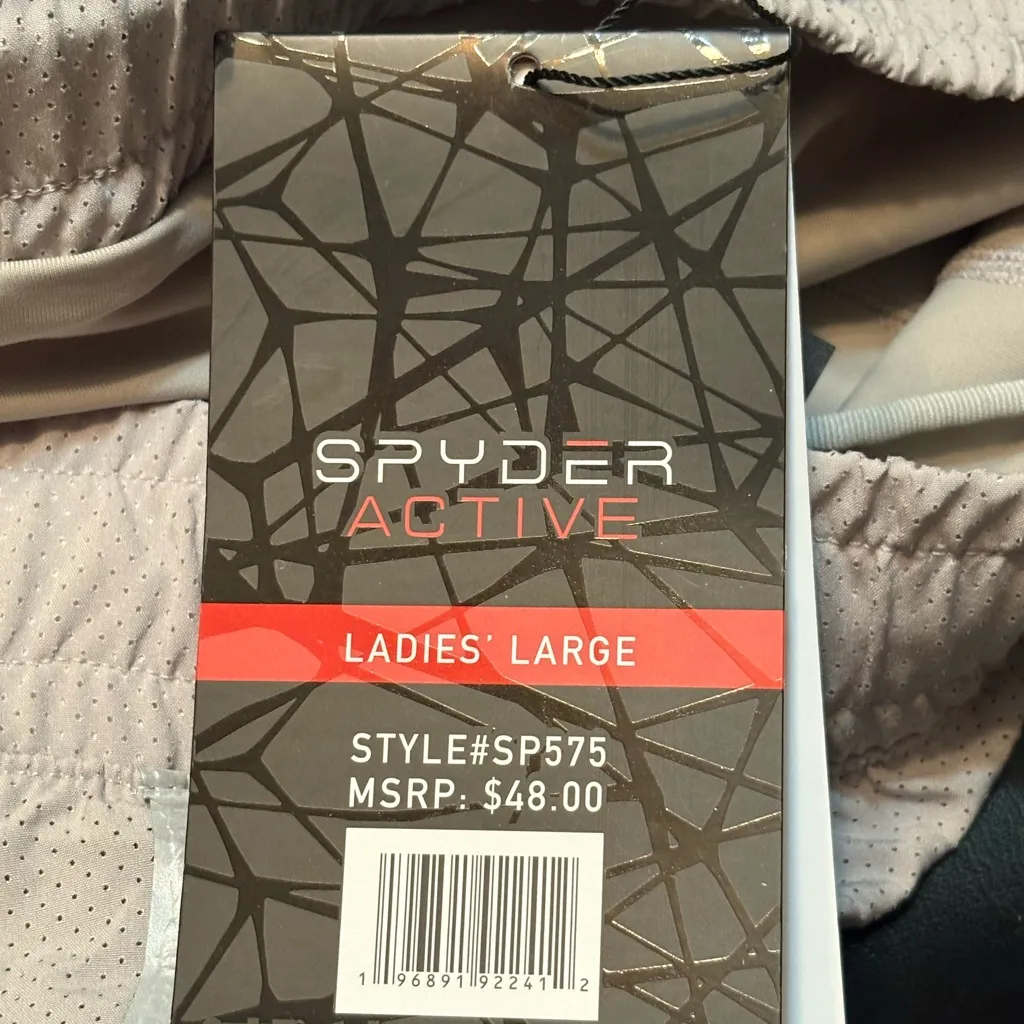 SPYDER
ACTIVE
LADIES' LARGE
STYLE#SP575
MSRP: $48.00
1 96891 92241 2